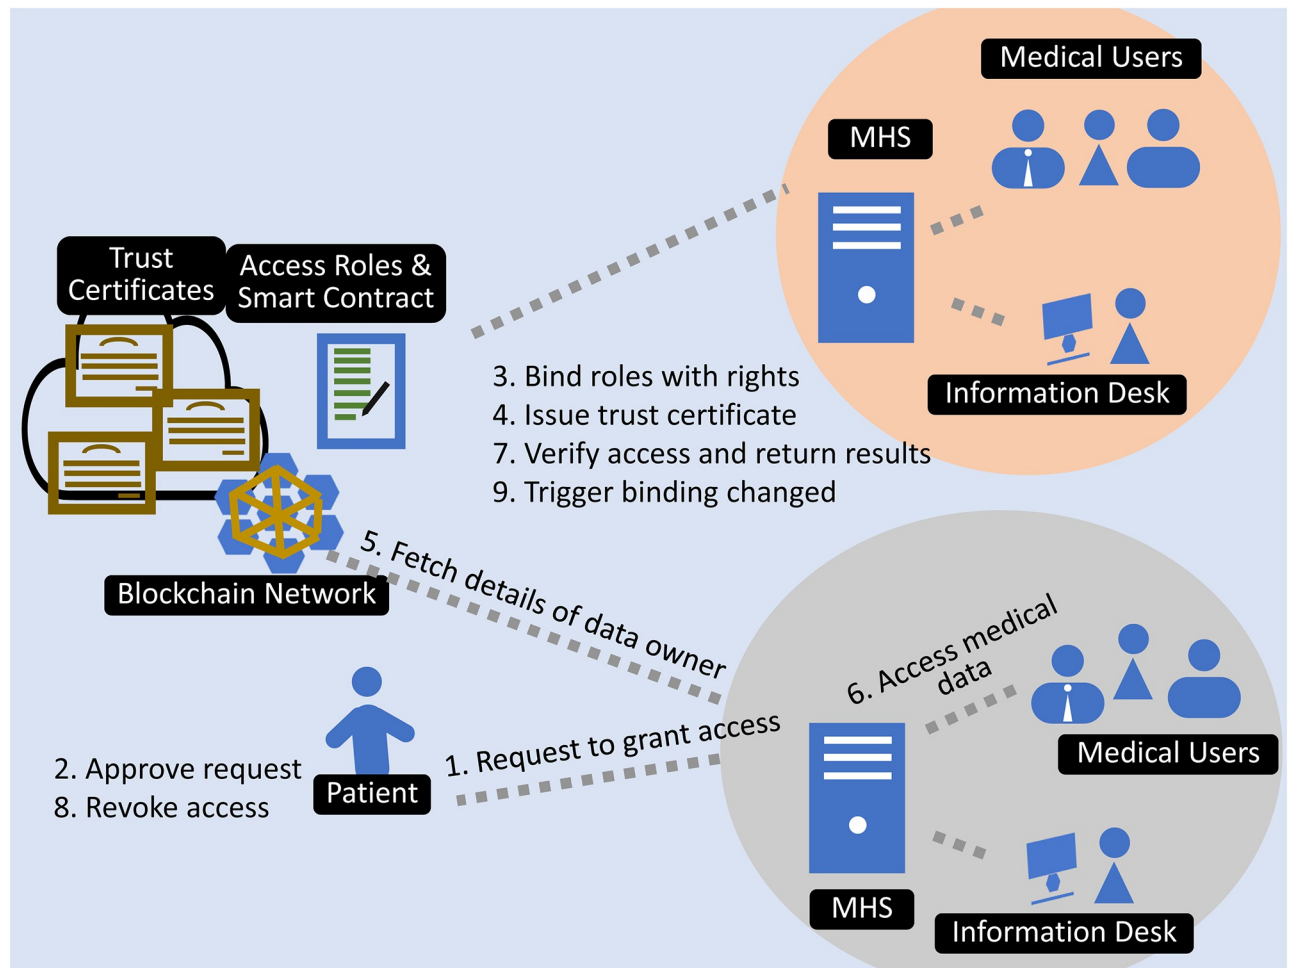 Medical Users
MHS
Trust
Certificates
Access Roles &
Smart Contract
3. Bind roles with rights
4. Issue trust certificate
7. Verify access and return results
9. Trigger binding changed
Information Desk
Blockchain Network
5. Fetch details of data owner
6. Access medical
data
1. Request to grant access
2. Approve request
8. Revoke access
Patient
Medical Users
MHS
Information Desk